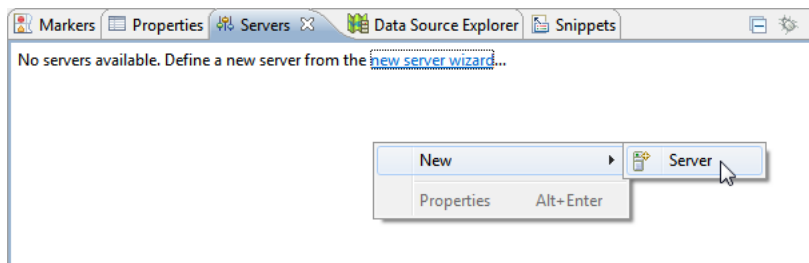 Markers Properties Servers Data Source Explorer Snippets
No servers available. Define a new server from the new server wizard...
New Server
Properties Alt+Enter